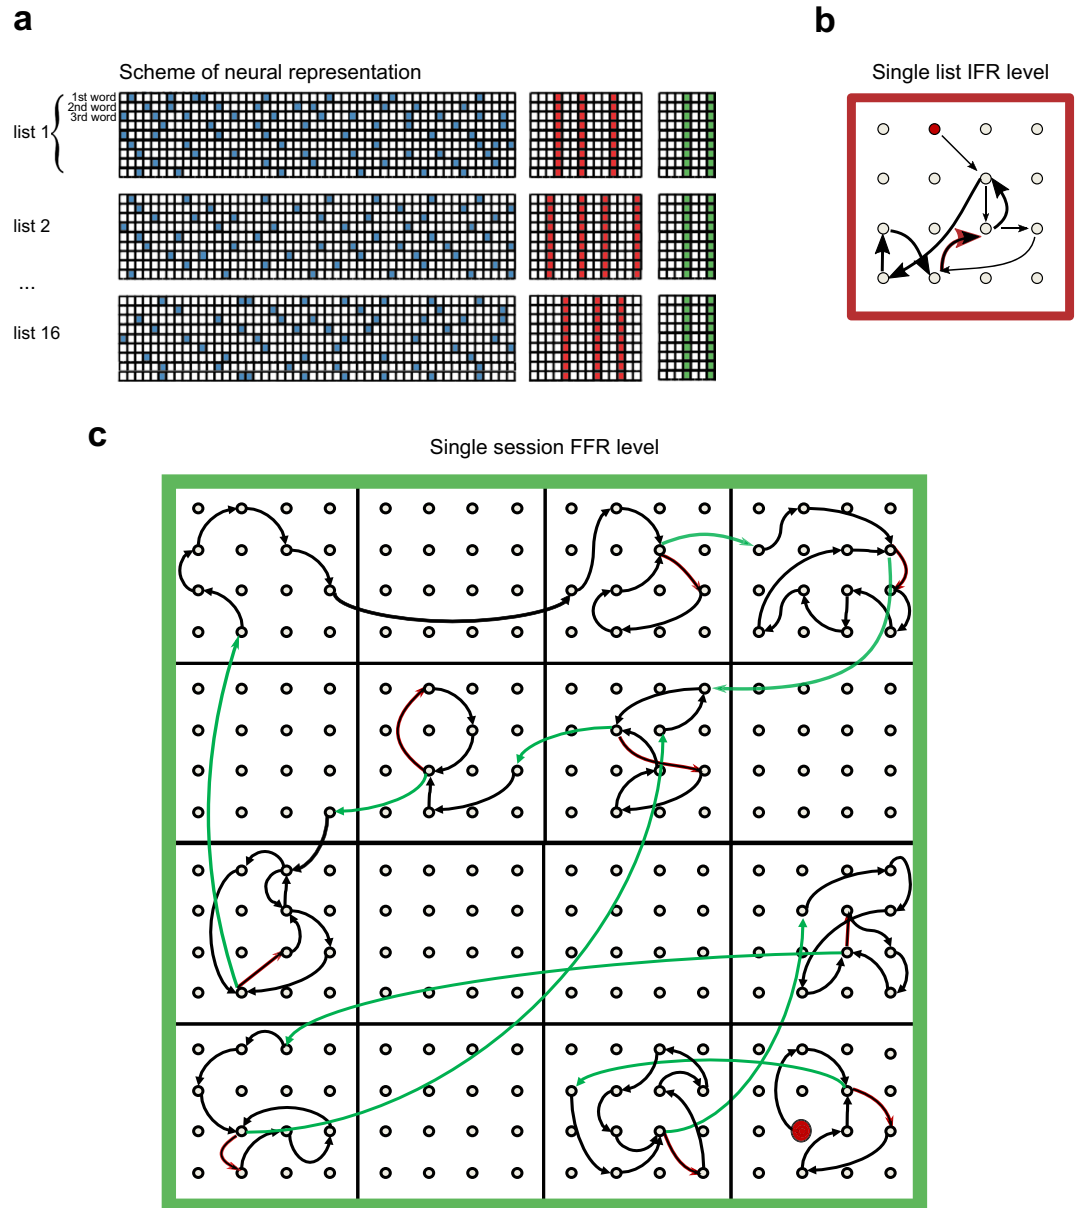 a
b
Scheme of neural representation
Single list IFR level
1st word
2nd word
3rd word
list 1
list 2
...
list 16
c
Single session FFR level